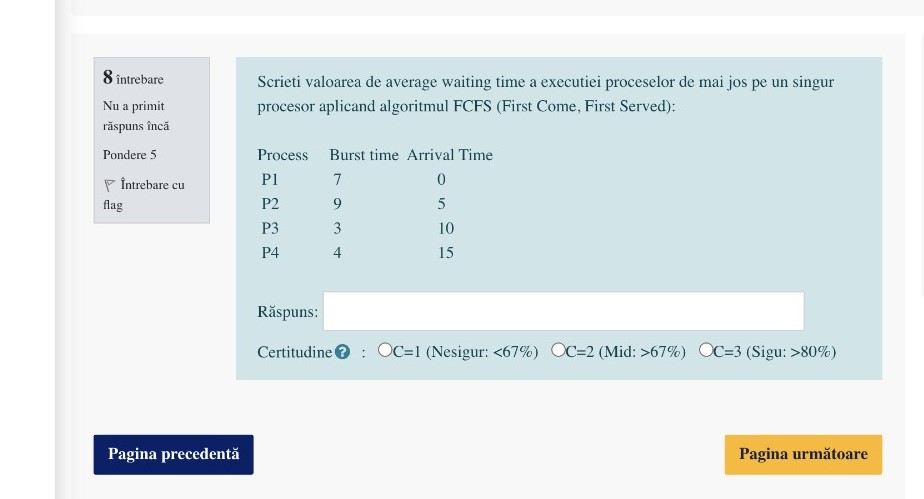 8 întrebare
Nu a primit
răspuns încă
Pondere 5
Întrebare cu
flag
Scrieti valoarea de average waiting time a executiei proceselor de mai jos pe un singur
procesor aplicand algoritmul FCFS (First Come, First Served):
Process Burst time Arrival Time
P1 7 0
P2 9 5
P3 3 10
P4 4 15
Răspuns:
Certitudine ? : C=1 (Nesigur: <67%) C=2 (Mid: >67%) C=3 (Sigu: >80%)
Pagina precedentă
Pagina următoare